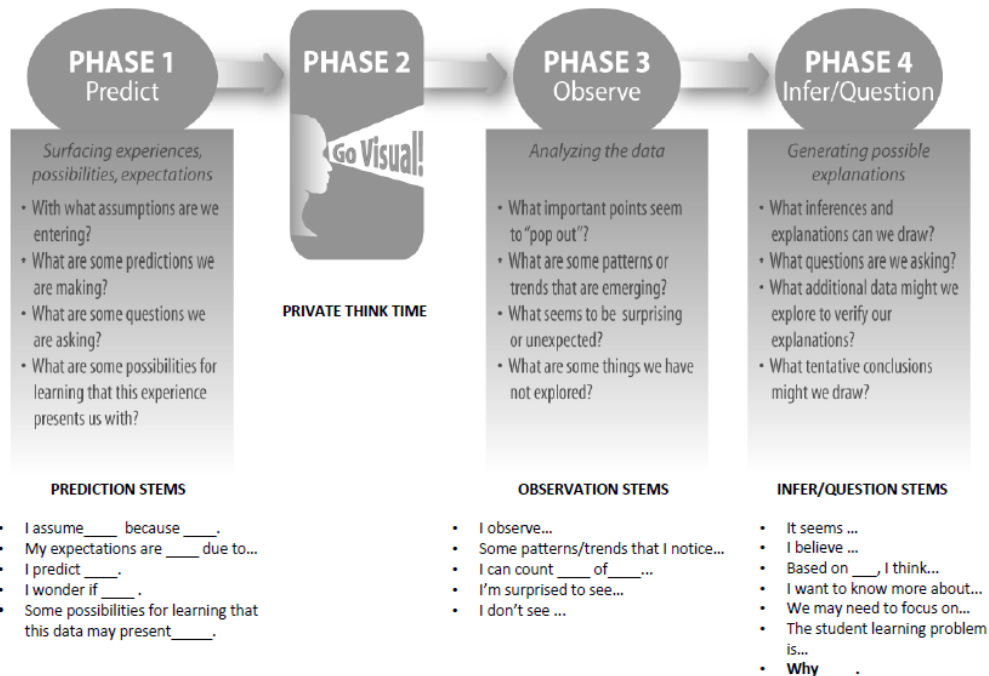 PHASE 1
Predict
Surfacing experiences,
possibilities, expectations
• With what assumptions are we
entering?
• What are some predictions we
are making?
• What are some questions we
are asking?
• What are some possibilities for
learning that this experience
presents us with?
PREDICTION STEMS
• I assume____ because ____.
• My expectations are ____ due to...
• I predict ____.
• I wonder if ____ .
• Some possibilities for learning that
this data may present_____.
PHASE 2
Go Visual!
PRIVATE THINK TIME
PHASE 3
Observe
Analyzing the data
• What important points seem
to "pop out"?
• What are some patterns or
trends that are emerging?
• What seems to be surprising
or unexpected?
• What are some things we have
not explored?
OBSERVATION STEMS
• I observe...
• Some patterns/trends that I notice...
• I can count ____ of____...
• I'm surprised to see...
• I don't see ...
PHASE 4
Infer/Question
Generating possible
explanations
• What inferences and
explanations can we draw?
• What questions are we asking?
• What additional data might we
explore to verify our
explanations?
• What tentative conclusions
might we draw?
INFER/QUESTION STEMS
• It seems ...
• I believe ...
• Based on ___, I think...
• I want to know more about...
• We may need to focus on...
• The student learning problem
is...
• Why ____.